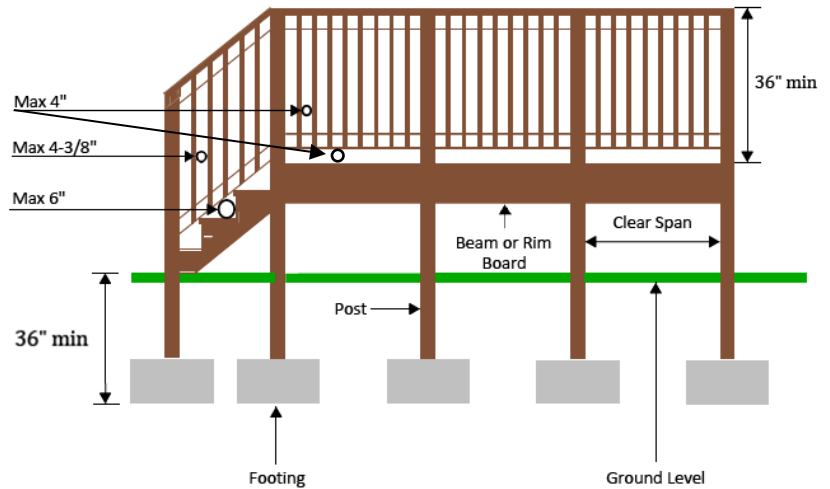 36" min
Max 4"
Max 4-3/8"
Max 6"
Clear Span
Beam or Rim
Board
Post
36" min
Footing
Ground Level